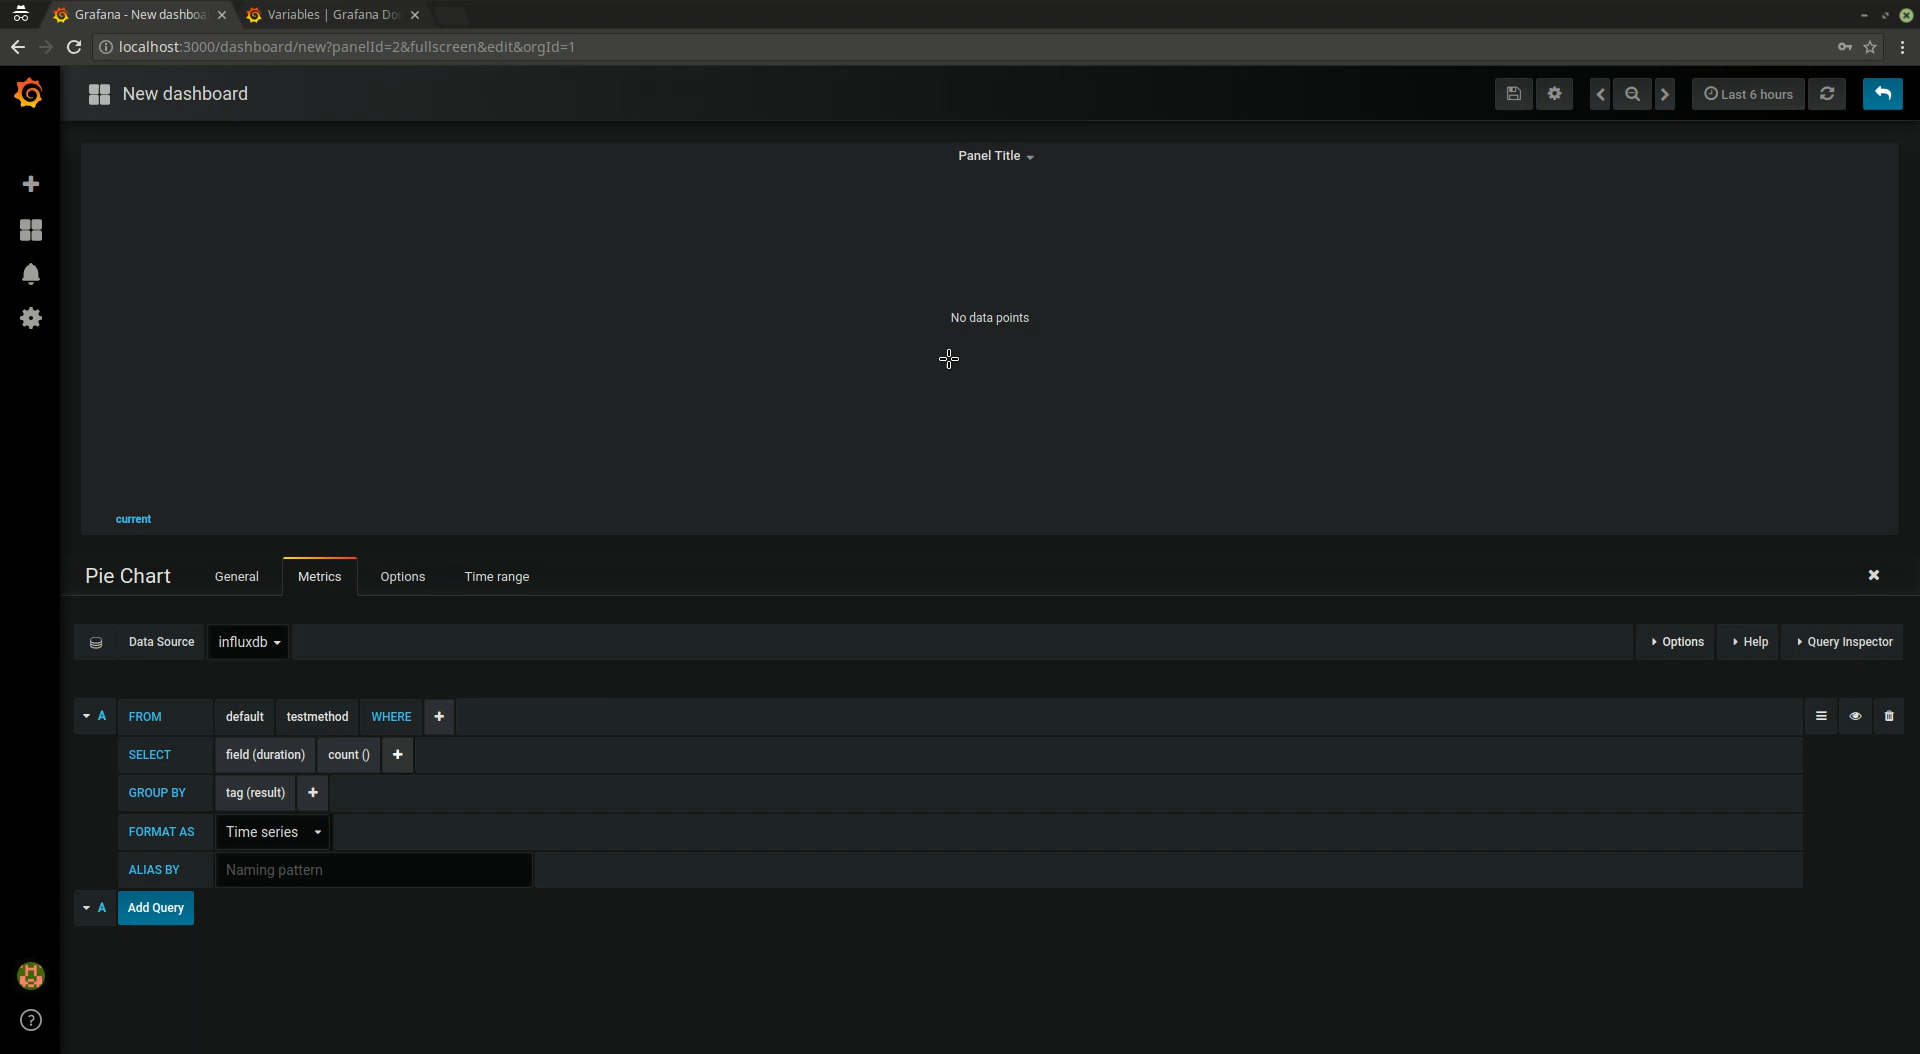 Grafana - New dashboa
Variables | Grafana Do
localhost:3000/dashboard/new?panelId=2&fullscreen&edit&orgId=1
New dashboard
Last 6 hours
Panel Title
No data points
current
Pie Chart General Metrics Options Time range
Data Source influxdb Options Help Query Inspector
A FROM default testmethod WHERE +
SELECT field (duration) count () +
GROUP BY tag (result) +
FORMAT AS Time series
ALIAS BY Naming pattern
A Add Query